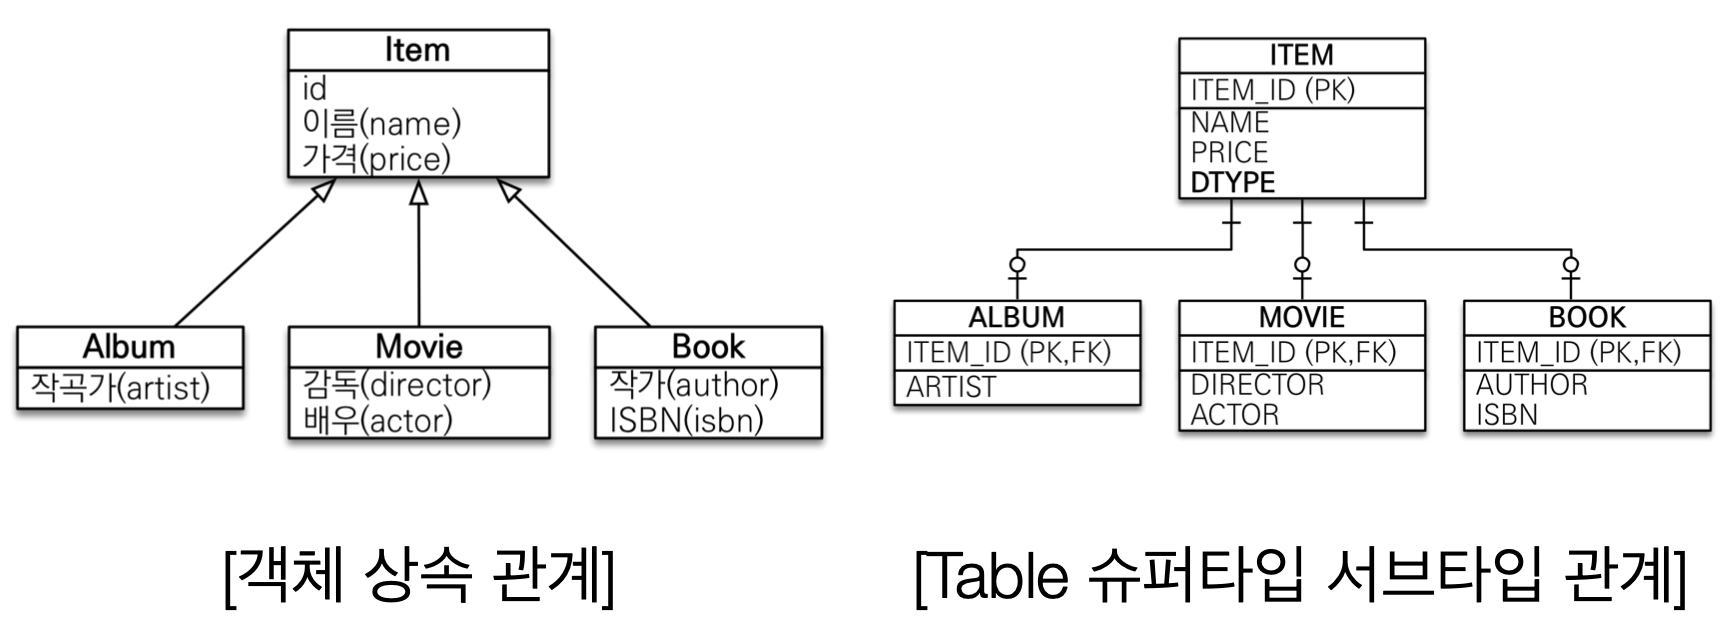 Item
id
이름(name)
가격(price)
Album
작곡가(artist)
Movie
감독(director)
배우(actor)
Book
작가(author)
ISBN(isbn)
[객체 상속 관계]
ITEM
ITEM_ID (PK)
NAME
PRICE
DTYPE
ALBUM
ITEM_ID (PK,FK)
ARTIST
MOVIE
ITEM_ID (PK,FK)
DIRECTOR
ACTOR
BOOK
ITEM_ID (PK,FK)
AUTHOR
ISBN
[Table 슈퍼타입 서브타입 관계]